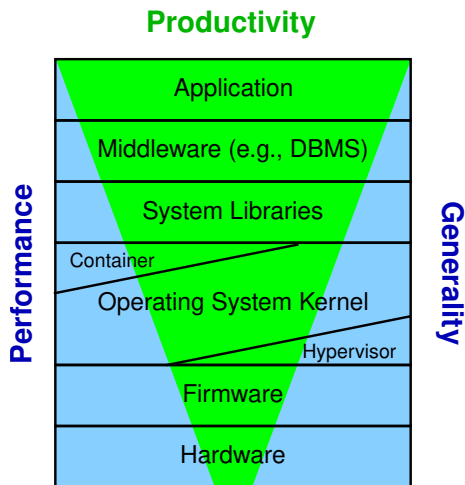 Productivity
Application
Middleware (e.g., DBMS)
System Libraries
Container
Operating System Kernel
Hypervisor
Firmware
Hardware
Performance
Generality